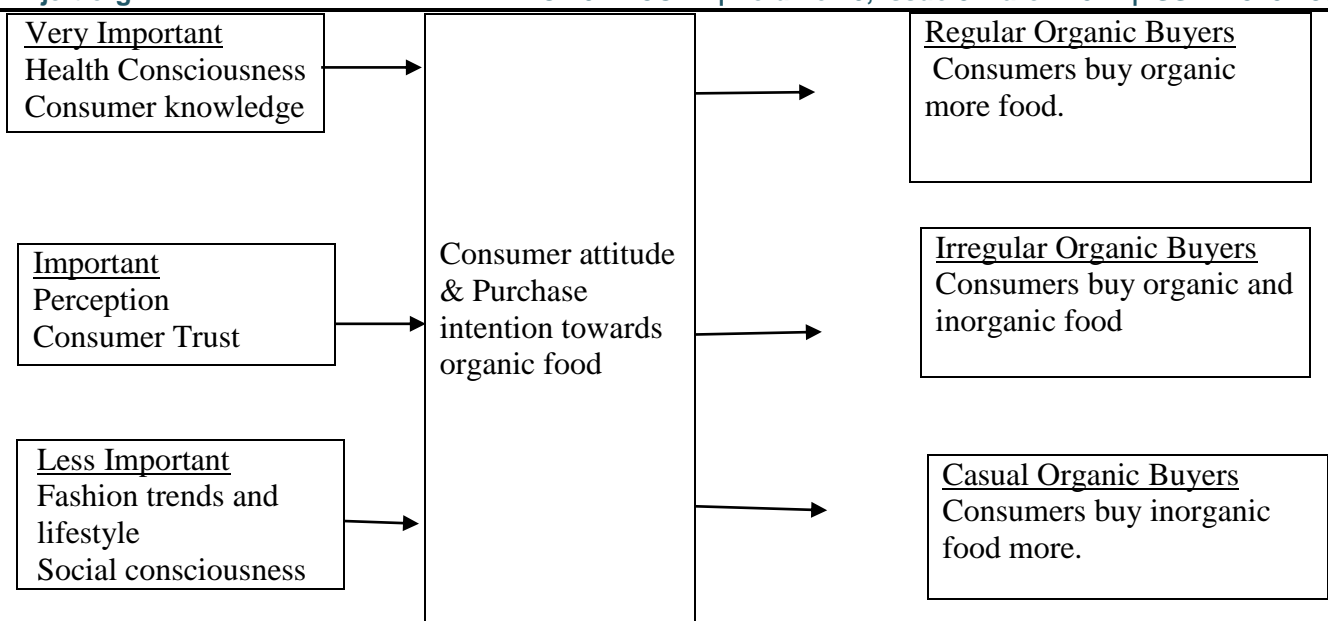 Very Important
Health Consciousness
Consumer knowledge
Important
Perception
Consumer Trust
Less Important
Fashion trends and
lifestyle
Social consciousness
Consumer attitude
& Purchase
intention towards
organic food
Regular Organic Buyers
Consumers buy organic
more food.
Irregular Organic Buyers
Consumers buy organic and
inorganic food
Casual Organic Buyers
Consumers buy inorganic
food more.